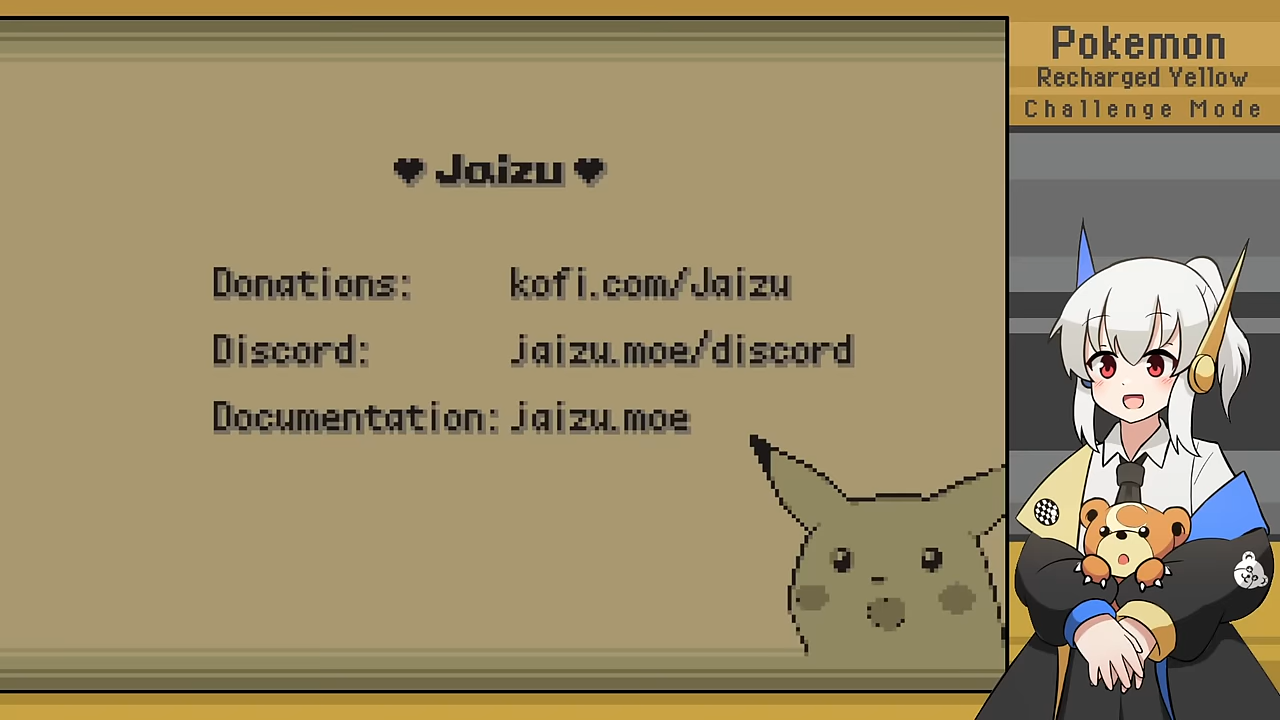 ♥ Jaizu ♥
Donations: kofi.com/Jaizu
Discord: jaizu.moe/discord
Documentation: jaizu.moe
Pokemon
Recharged Yellow
Challenge Mode